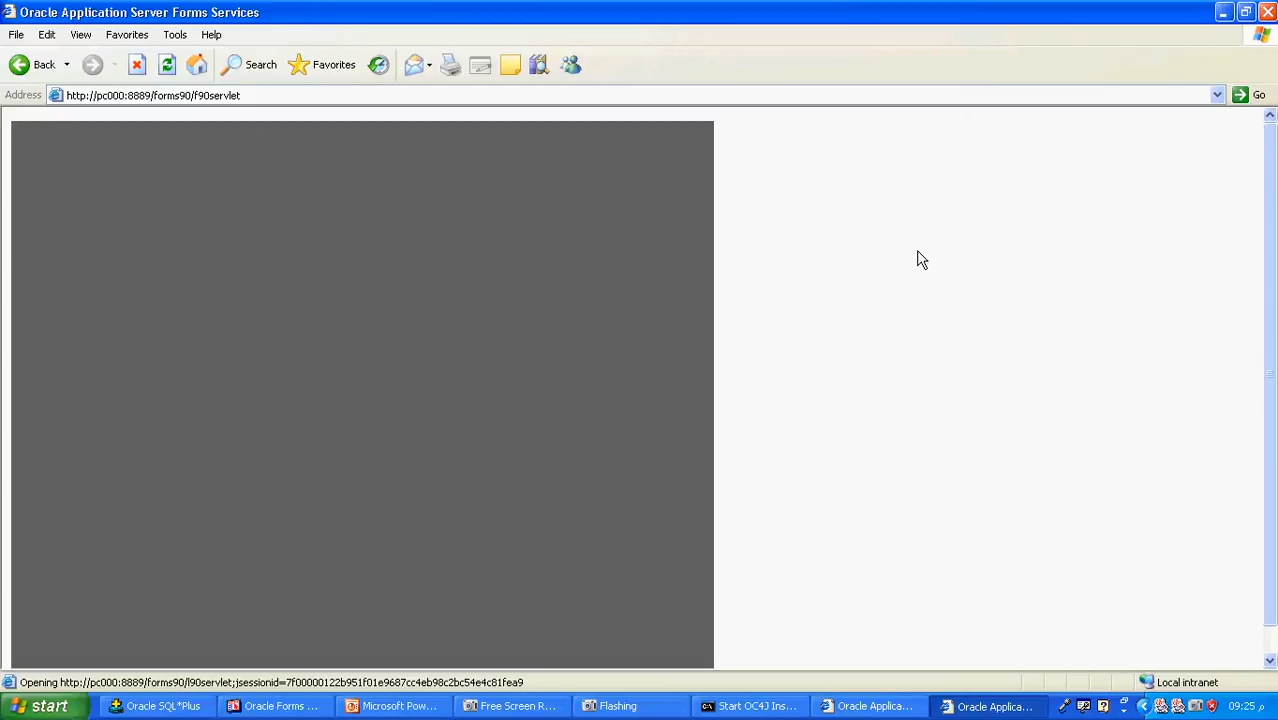 Oracle Application Server Forms Services
File Edit View Favorites Tools Help
Back Search Favorites
Address http://pc000:8889/forms90/f90servlet Go
Opening http://pc000:8889/forms90/l90servlet;jsessionid=7f00000122b951f01e9687cc4eb98c2bc54e4c81fea9 Local intranet
start Oracle SQL*Plus Oracle Forms ... Microsoft Pow... Free Screen R... Flashing Start OC4J Ins... Oracle Applica... Oracle Applica... 09:25 م